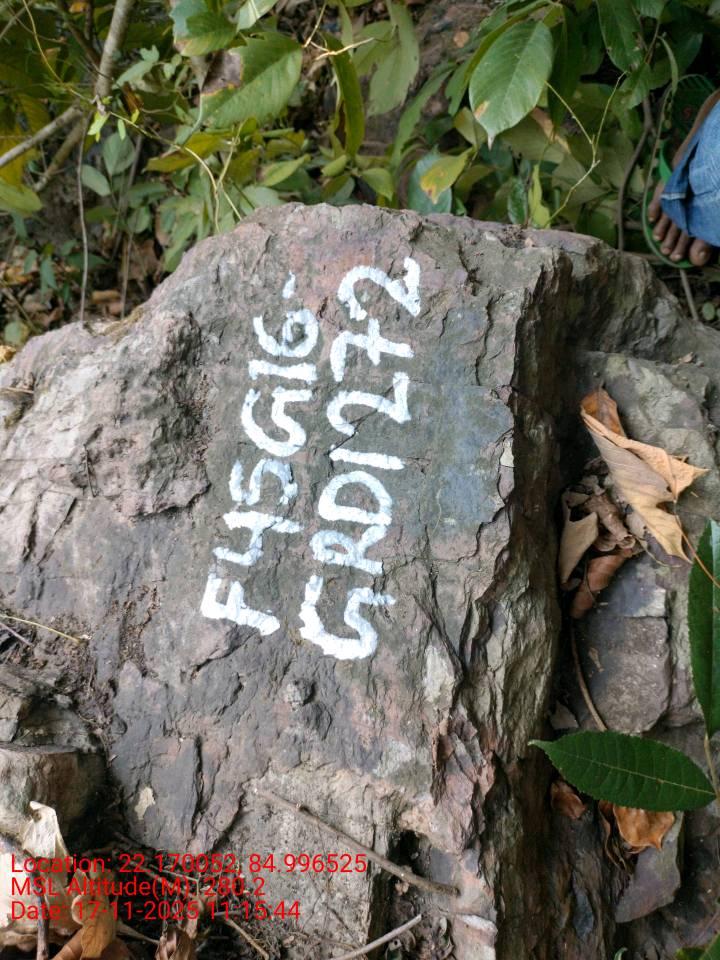 F45G16-
GRD1272
Location: 22.170052, 84.996525
MSL Altitude(M): 280.2
Date: 17-11-2025 11:15:44